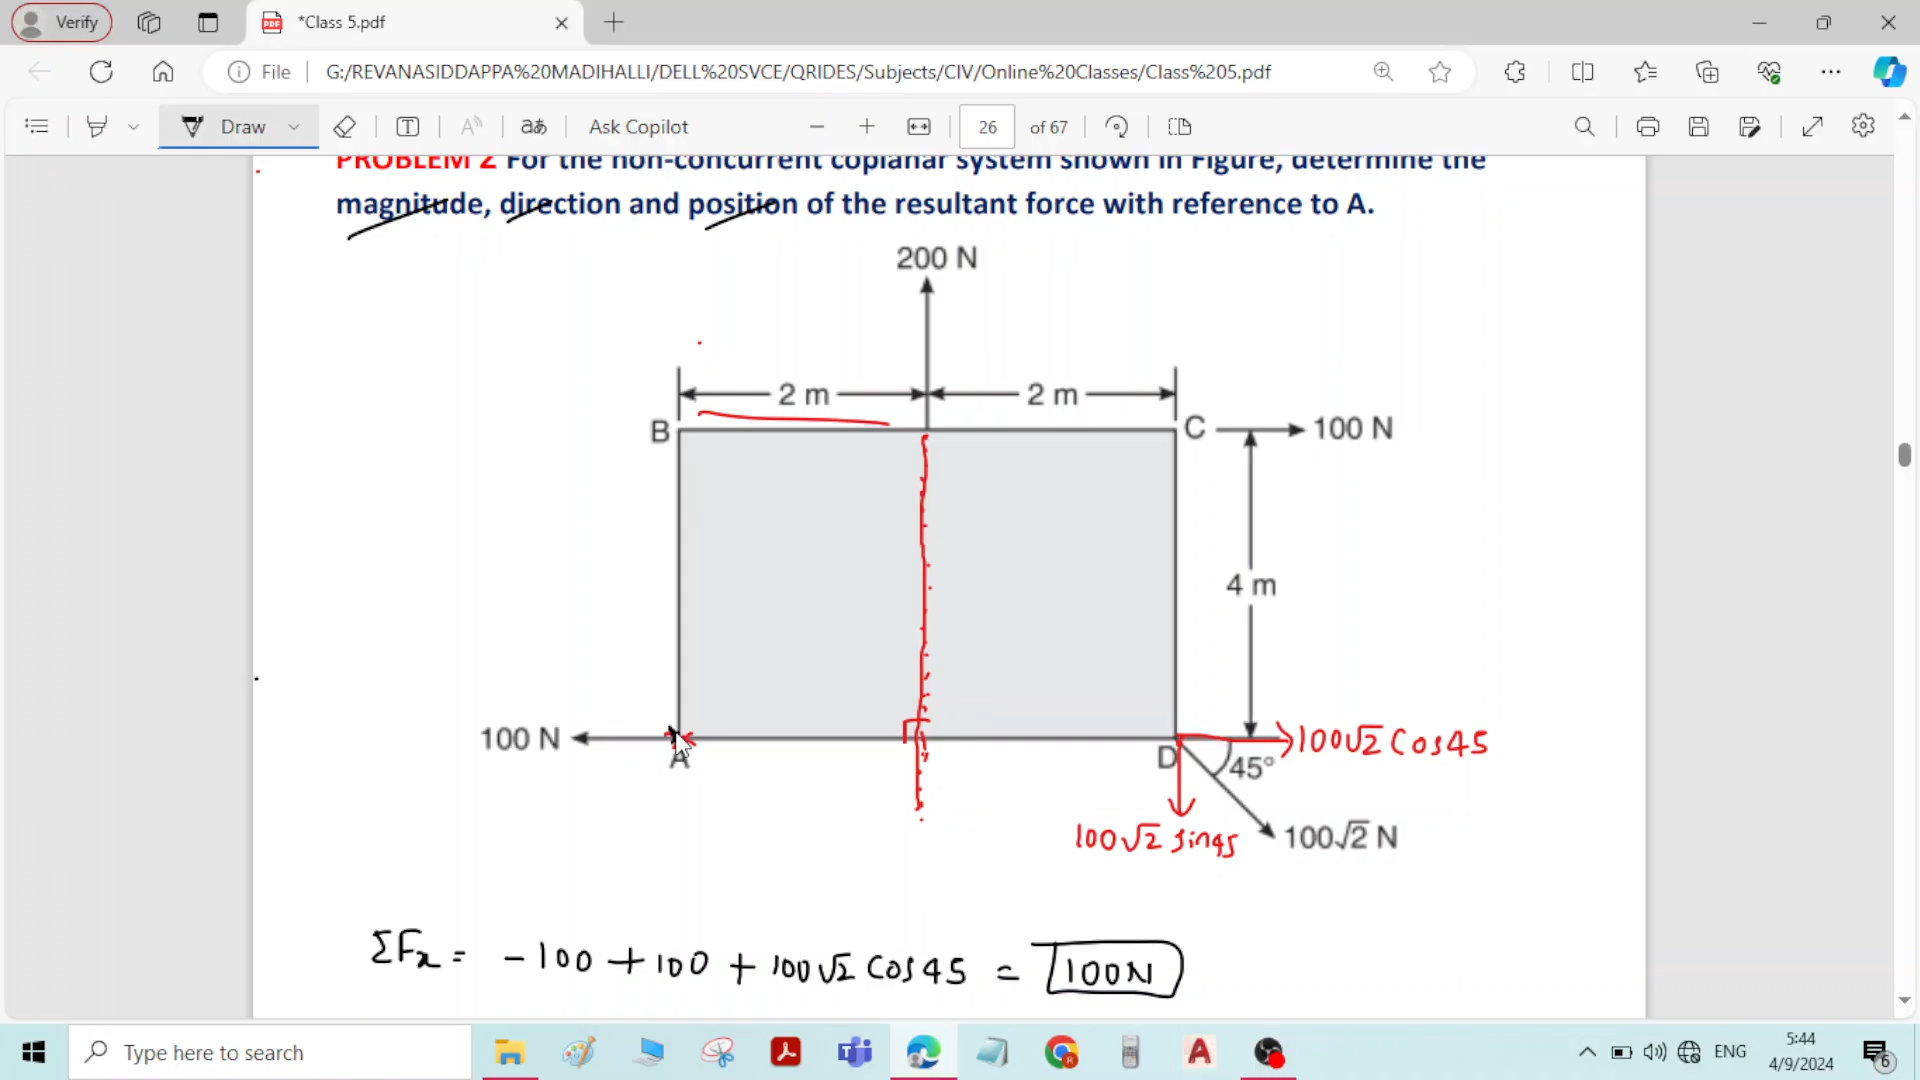 Verify
*Class 5.pdf
File
G:/REVANASIDDAPPA%20MADIHALLI/DELL%20SVCE/QRIDES/Subjects/CIV/Online%20Classes/Class%205.pdf
Draw
Ask Copilot
26 of 67
PROBLEM 2 For the non-concurrent coplanar system shown in Figure, determine the
magnitude, direction and position of the resultant force with reference to A.
200 N
2 m
2 m
B
C
100 N
4 m
100 N
A
D
45°
100√2 Cos45
100√2 sin45
100√2 N
ΣFx = -100 +100 + 100√2 Cos45 = 100N
Type here to search
ENG
5:44
4/9/2024
6